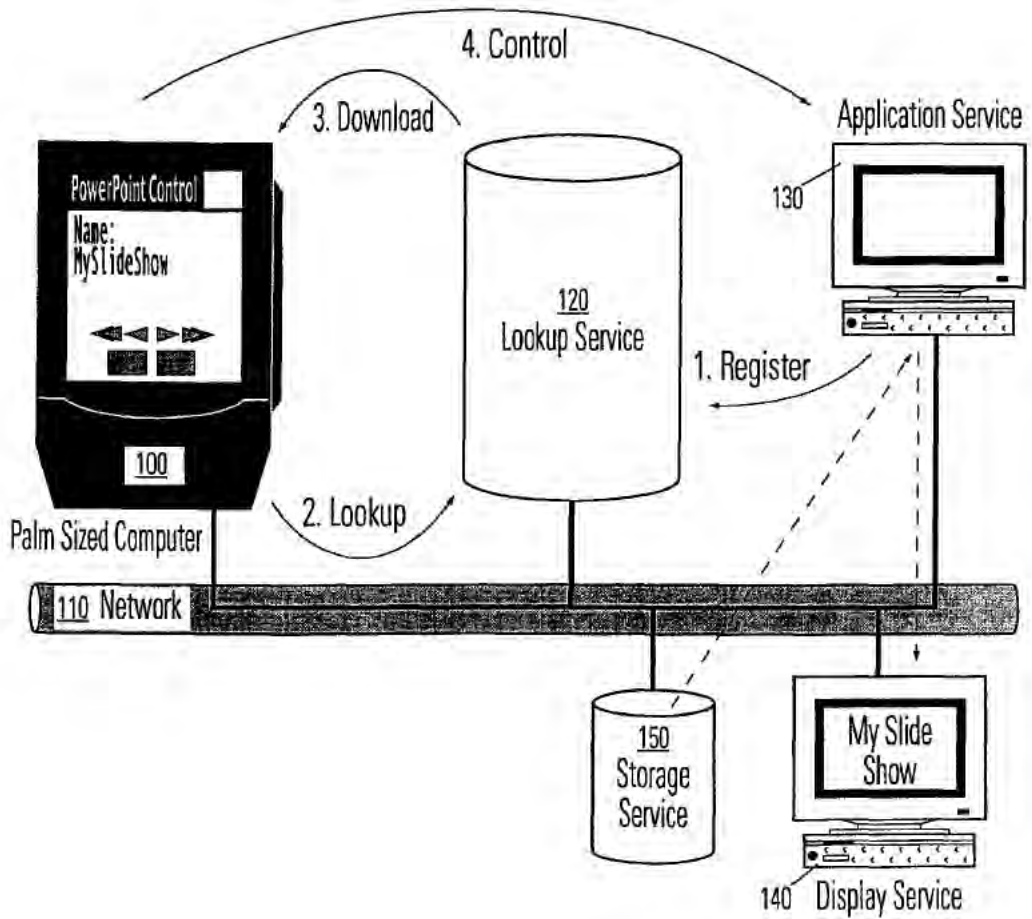 4. Control
3. Download
Application Service
130
PowerPoint Control
Name:
MySlideShow
120
Lookup Service
1. Register
100
2. Lookup
Palm Sized Computer
110 Network
150
Storage
Service
My Slide
Show
140 Display Service